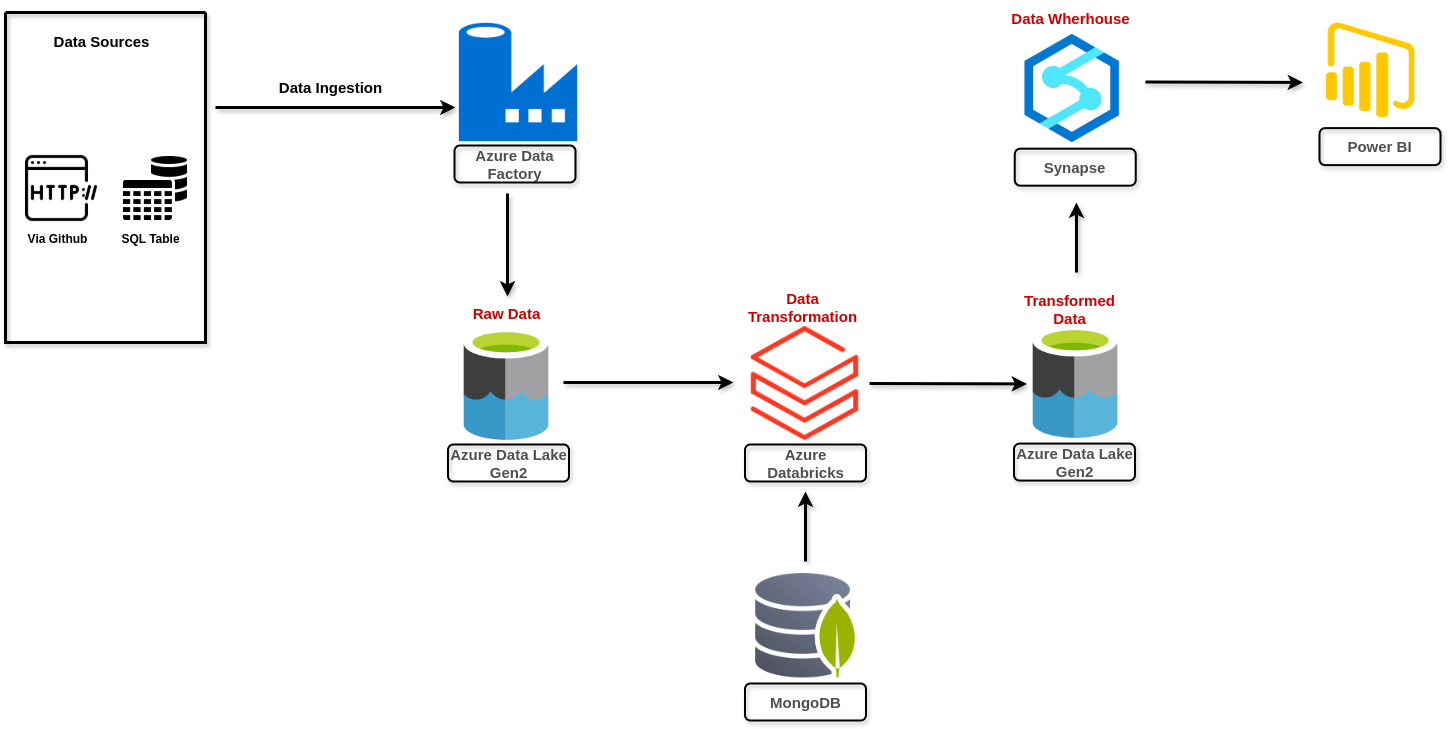 Data Sources
HTTP://
Via Github
SQL Table
Data Ingestion
Azure Data
Factory
Raw Data
Azure Data Lake
Gen2
Data
Transformation
Azure
Databricks
MongoDB
Transformed
Data
Azure Data Lake
Gen2
Data Wherhouse
Synapse
Power BI